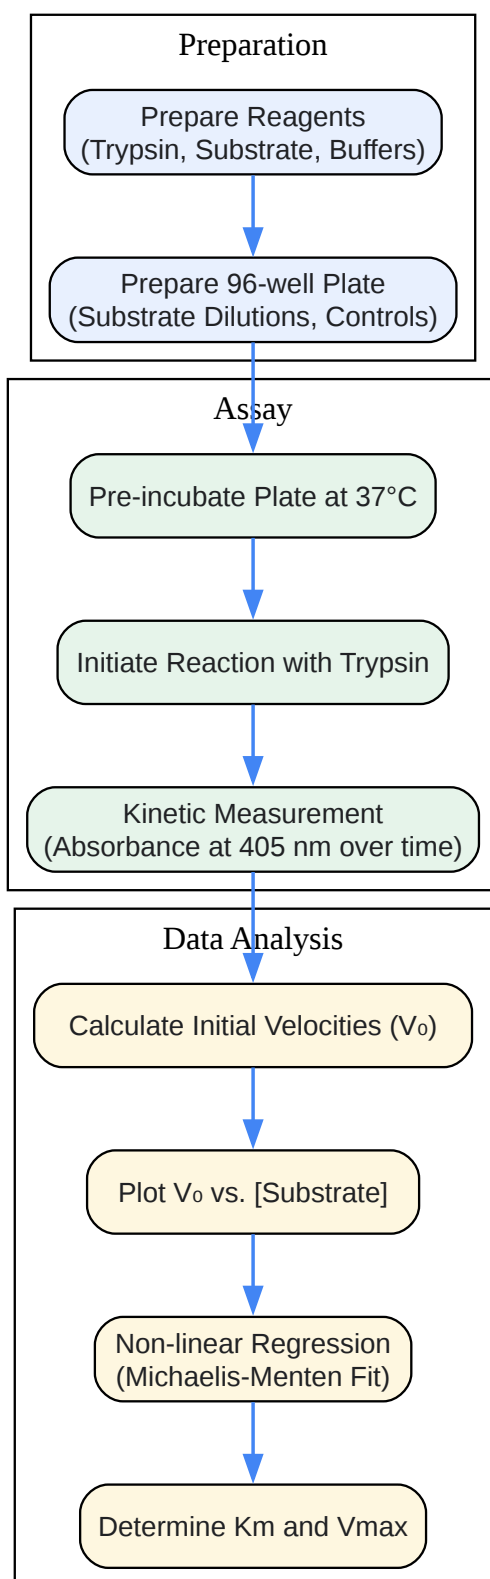 Preparation
Prepare Reagents
(Trypsin, Substrate, Buffers)
Prepare 96-well Plate
(Substrate Dilutions, Controls)
Assay
Pre-incubate Plate at 37°C
Initiate Reaction with Trypsin
Kinetic Measurement
(Absorbance at 405 nm over time)
Data Analysis
Calculate Initial Velocities (V₀)
Plot V₀ vs. [Substrate]
Non-linear Regression
(Michaelis-Menten Fit)
Determine Km and Vmax